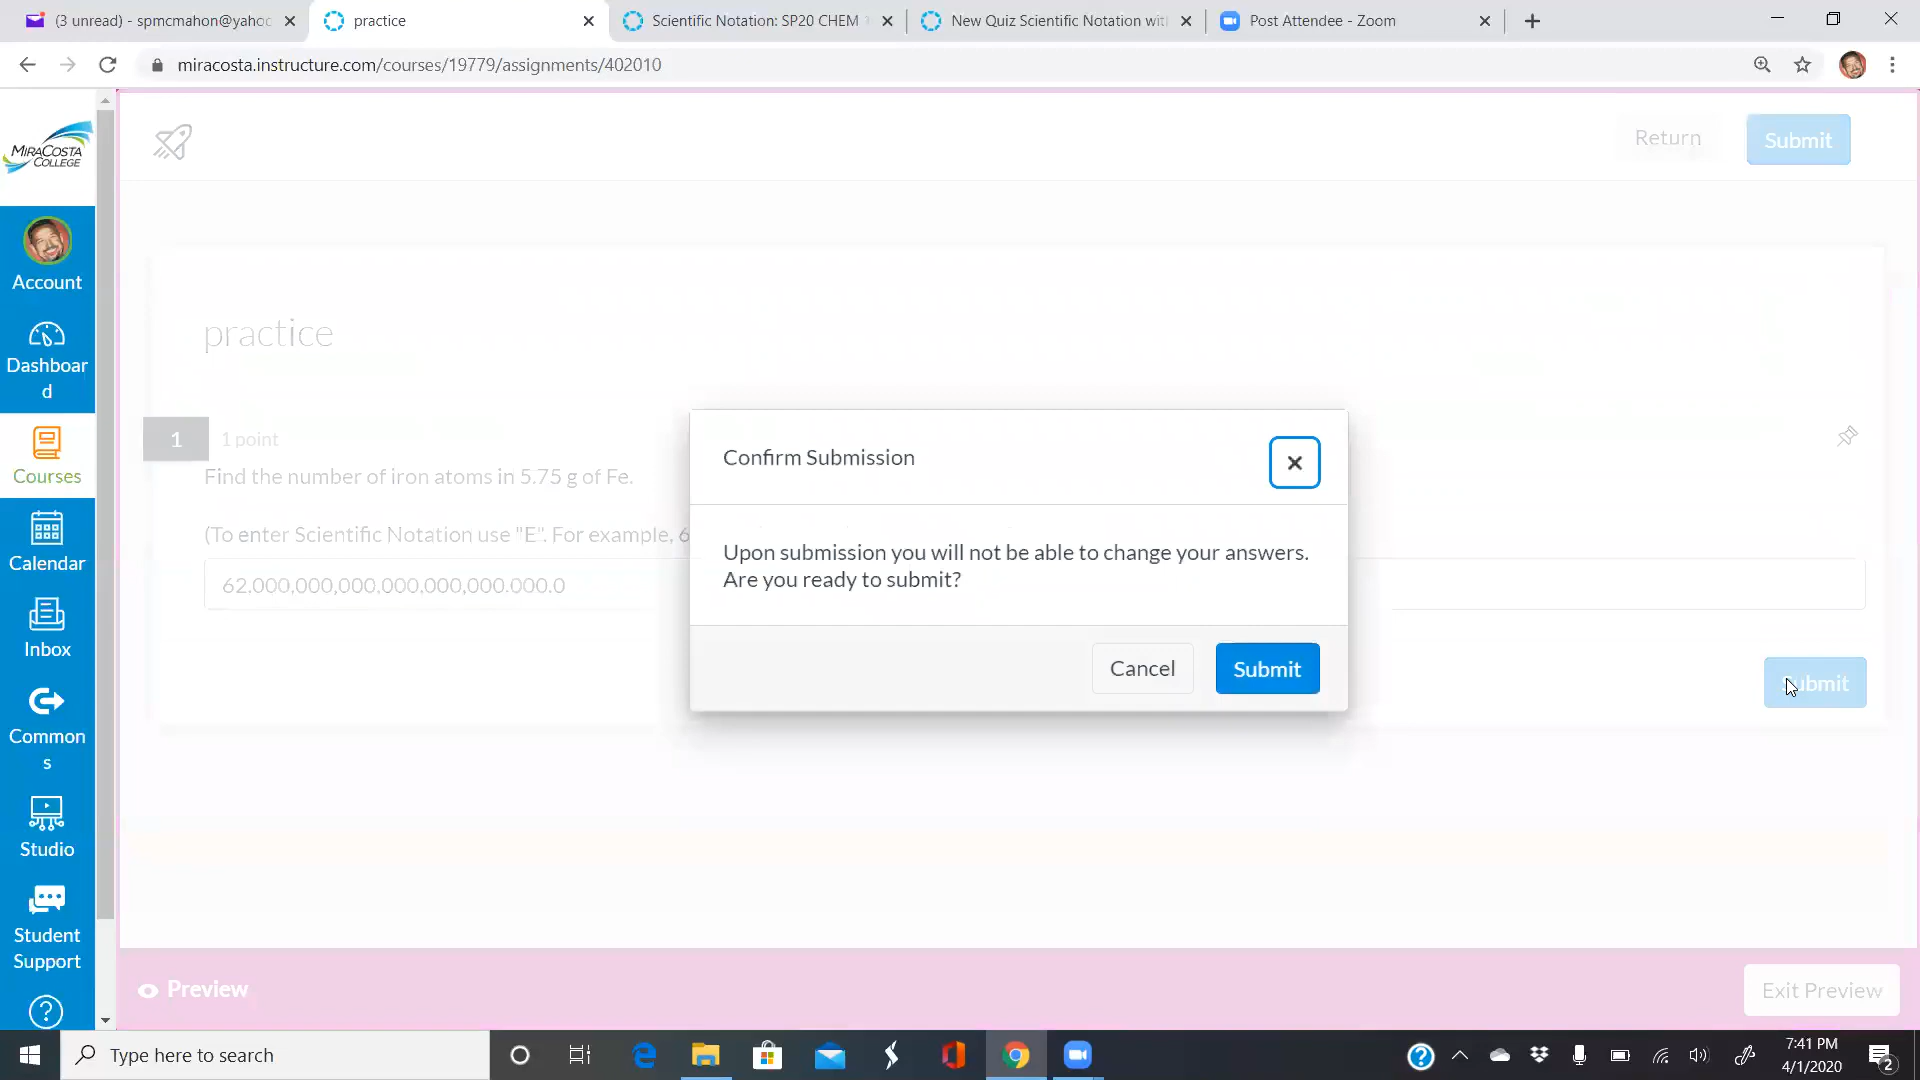 (3 unread) - spmcmahon@yahoo
practice
Scientific Notation: SP20 CHEM
New Quiz Scientific Notation wit
Post Attendee - Zoom
miracosta.instructure.com/courses/19779/assignments/402010
MIRACOSTA
COLLEGE
Return
Submit
Account
Dashboar
d
Courses
Calendar
Inbox
Common
s
Studio
Student
Support
practice
1
1 point
Find the number of iron atoms in 5.75 g of Fe.
(To enter Scientific Notation use "E". For example, 6
62,000,000,000,000,000,000,000.0
Submit
Confirm Submission
Upon submission you will not be able to change your answers.
Are you ready to submit?
Cancel
Submit
Preview
Exit Preview
Type here to search
7:41 PM
4/1/2020
2